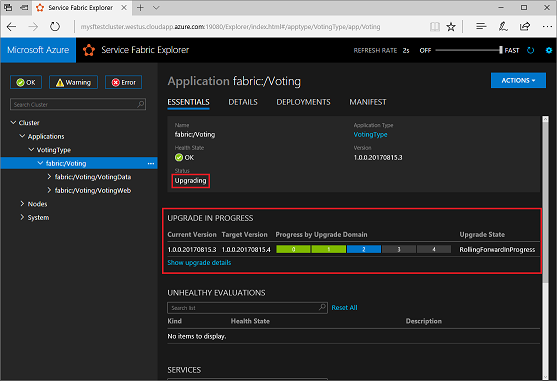 Service Fabric Explorer
mysftestcluster.westus.cloudapp.azure.com:19080/Explorer/index.html#/apptype/VotingType/app/Voting
Microsoft Azure
Service Fabric Explorer
REFRESH RATE 2s OFF FAST
OK
Warning
Error
Search Cluster
Cluster
Applications
VotingType
fabric:/Voting
fabric:/Voting/VotingData
fabric:/Voting/VotingWeb
Nodes
System
Application fabric:/Voting
ACTIONS
ESSENTIALS DETAILS DEPLOYMENTS MANIFEST
Name Application Type
fabric:/Voting VotingType
Health State Version
OK 1.0.0.20170815.3
Status
Upgrading
UPGRADE IN PROGRESS
Current Version Target Version Progress by Upgrade Domain Upgrade State
1.0.0.20170815.3 1.0.0.20170815.4 0 1 2 3 4 RollingForwardInProgress
Show upgrade details
UNHEALTHY EVALUATIONS
Search list Reset All
Kind Health State Description
No items to display.
SERVICES